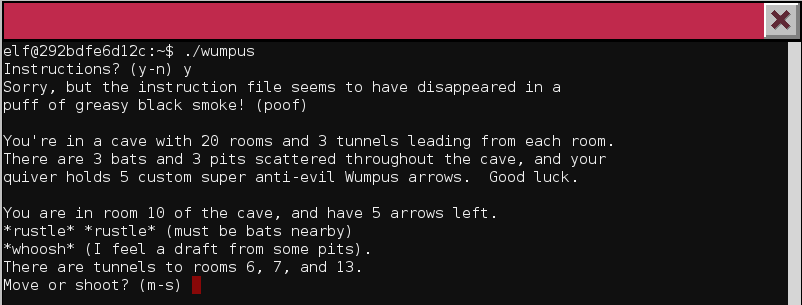 elf@292bdfe6d12c:~$ ./wumpus
Instructions? (y-n) y
Sorry, but the instruction file seems to have disappeared in a
puff of greasy black smoke! (poof)
You're in a cave with 20 rooms and 3 tunnels leading from each room.
There are 3 bats and 3 pits scattered throughout the cave, and your
quiver holds 5 custom super anti-evil Wumpus arrows.  Good luck.
You are in room 10 of the cave, and have 5 arrows left.
*rustle* *rustle* (must be bats nearby)
*whoosh* (I feel a draft from some pits).
There are tunnels to rooms 6, 7, and 13.
Move or shoot? (m-s)